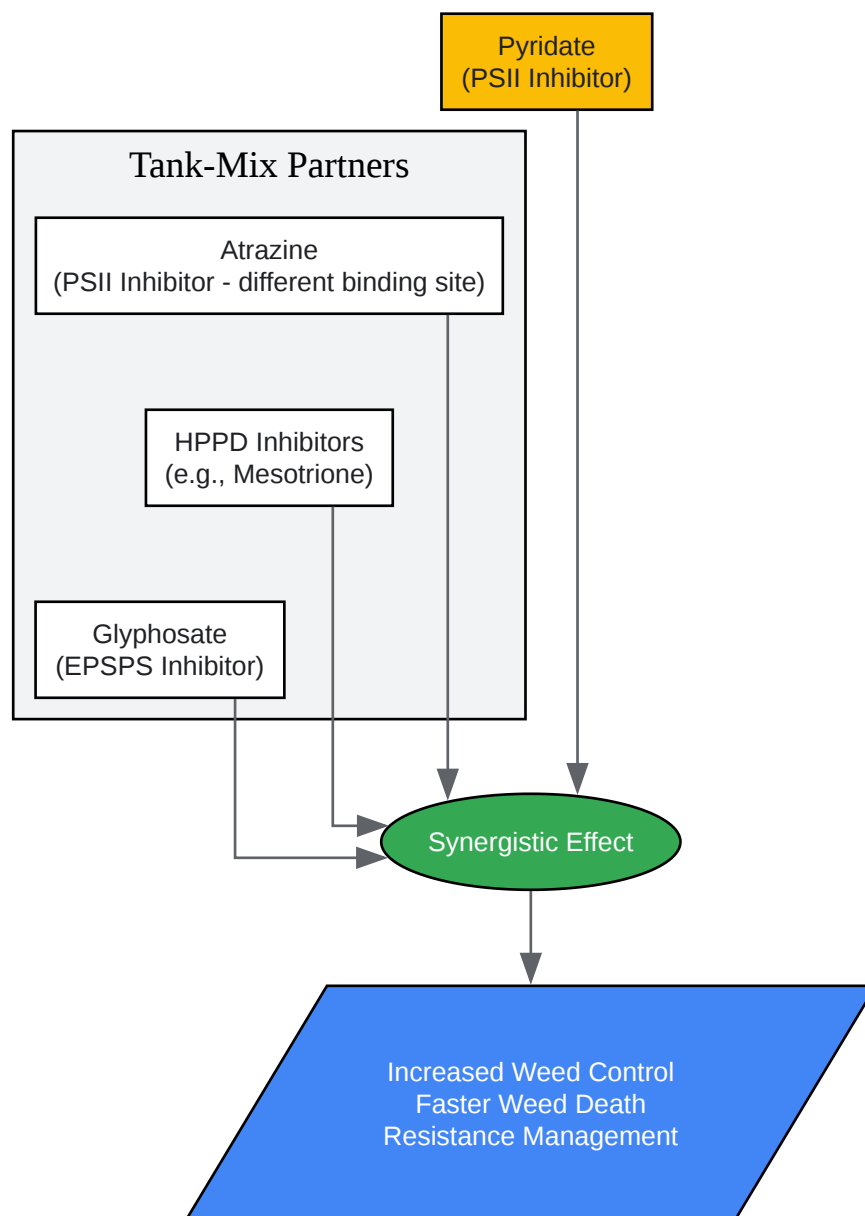 Pyridate
(PSII Inhibitor)
Tank-Mix Partners
Atrazine
(PSII Inhibitor - different binding site)
HPPD Inhibitors
(e.g., Mesotrione)
Glyphosate
(EPSPS Inhibitor)
Synergistic Effect
Increased Weed Control
Faster Weed Death
Resistance Management